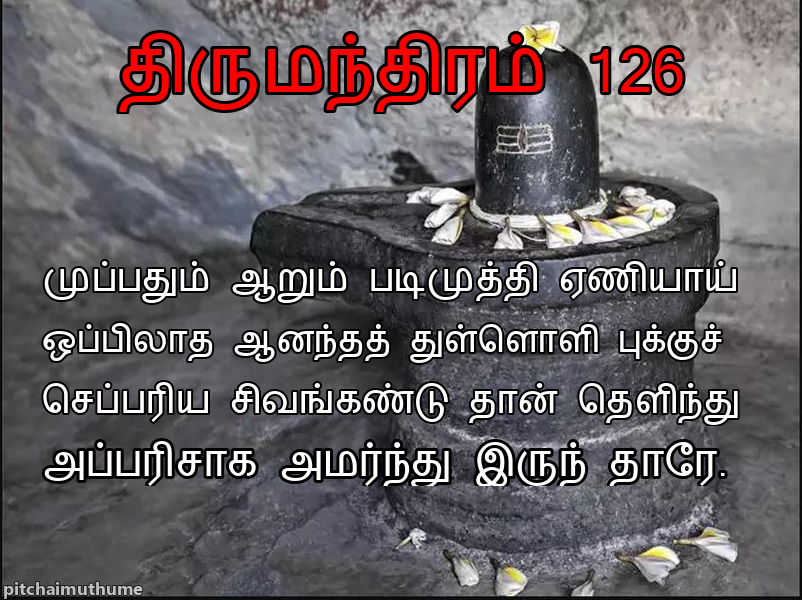 திருமந்திரம் 126
முப்பதும் ஆறும் படிமுத்தி ஏணியாய்
ஒப்பிலாத ஆனந்தத் துள்ளொளி புக்குச்
செப்பரிய சிவங்கண்டு தான் தெளிந்து
அப்பரிசாக அமர்ந்து இருந் தாரே.
pitchaimuthume